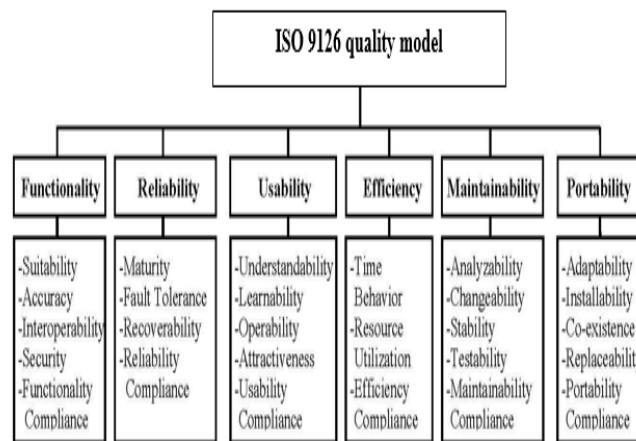 ISO 9126 quality model
Functionality
Reliability
Usability
Efficiency
Maintainability
Portability
-Suitability
-Accuracy
-Interoperability
-Security
-Functionality
Compliance
-Maturity
-Fault Tolerance
-Recoverability
-Reliability
Compliance
-Understandability
-Learnability
-Operability
-Attractiveness
-Usability
Compliance
-Time
Behavior
-Resource
Utilization
-Efficiency
Compliance
-Analyzability
-Changeability
-Stability
-Testability
-Maintainability
Compliance
-Adaptability
-Installability
-Co-existence
-Replaceability
-Portability
Compliance